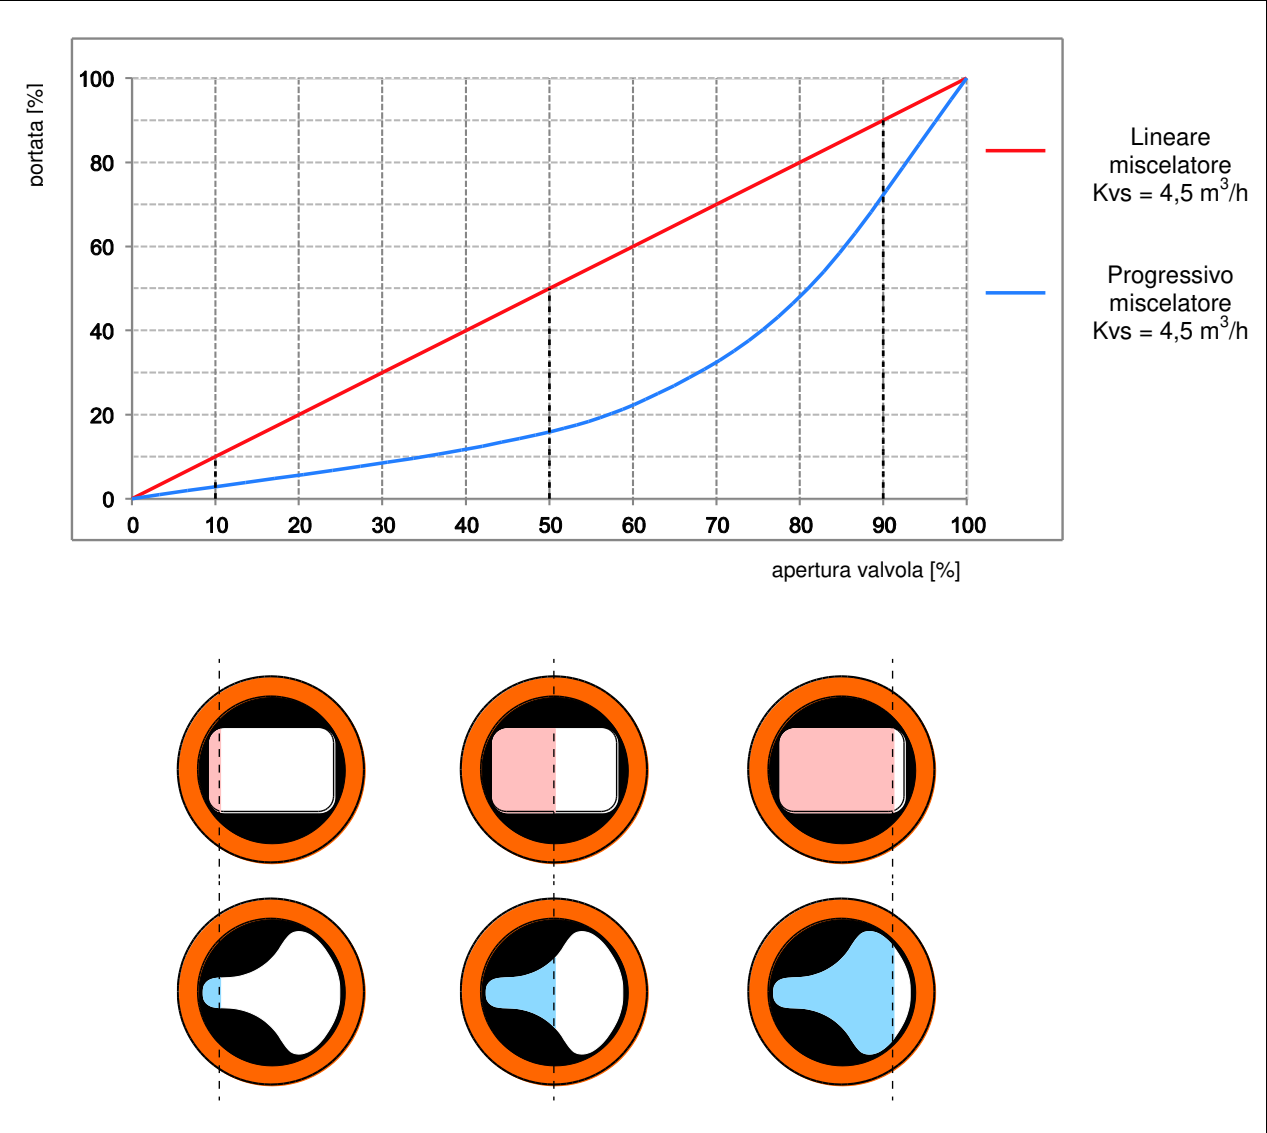 portata [%]
100
80
60
40
20
0
0 10 20 30 40 50 60 70 80 90 100
apertura valvola [%]
Lineare
miscelatore
Kvs = 4,5 m³/h
Progressivo
miscelatore
Kvs = 4,5 m³/h